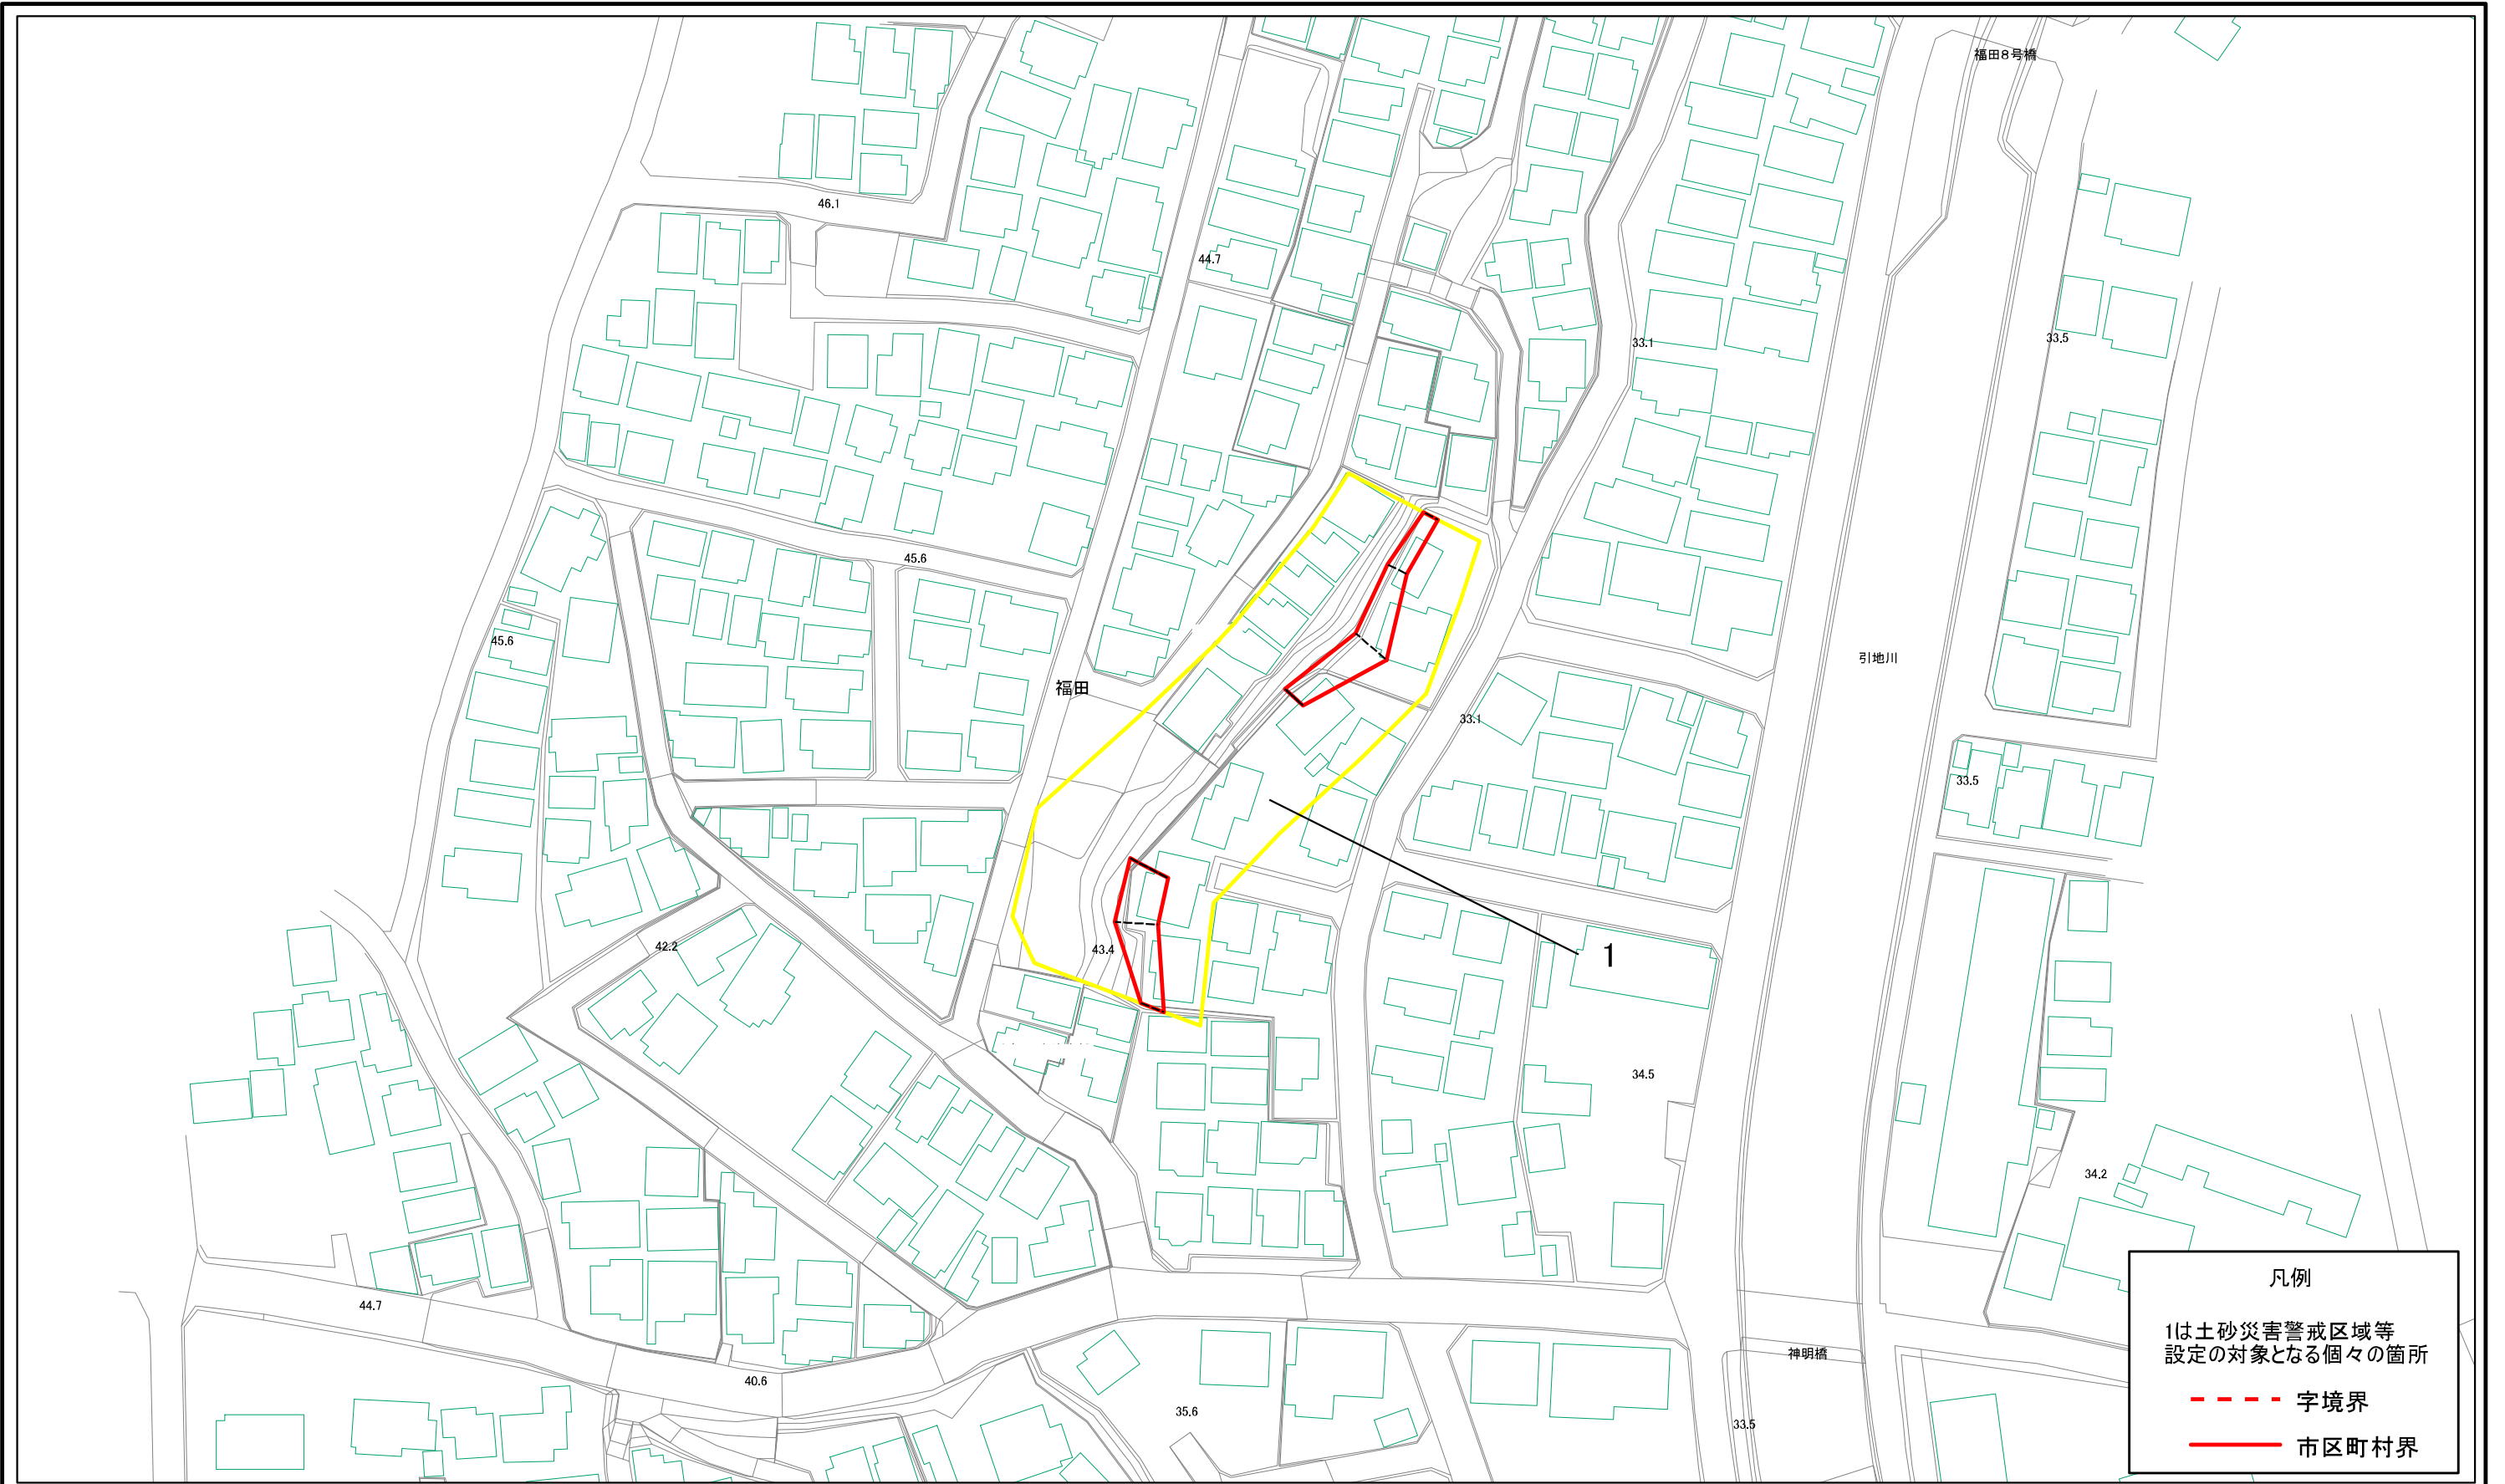 福田8号橋
46.1
44.7
33.1
33.5
45.6
45.6
引地川
福田
33.1
33.5
42.2
43.4
1
34.5
34.2
44.7
神明橋
40.6
35.6
33.5
凡例
1は土砂災害警戒区域等
設定の対象となる個々の箇所
字境界
市区町村界